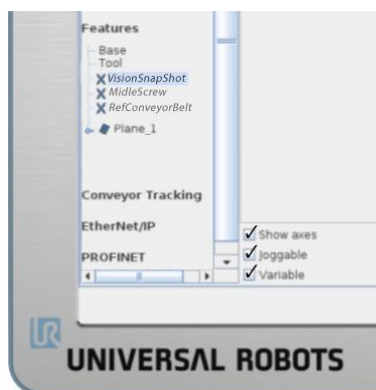 Features
Base
Tool
VisionSnapShot
MidleScrew
RefConveyorBelt
Plane_1
Conveyor Tracking
EtherNet/IP
PROFINET
Show axes
Joggable
Variable
UR
UNIVERSAL ROBOTS